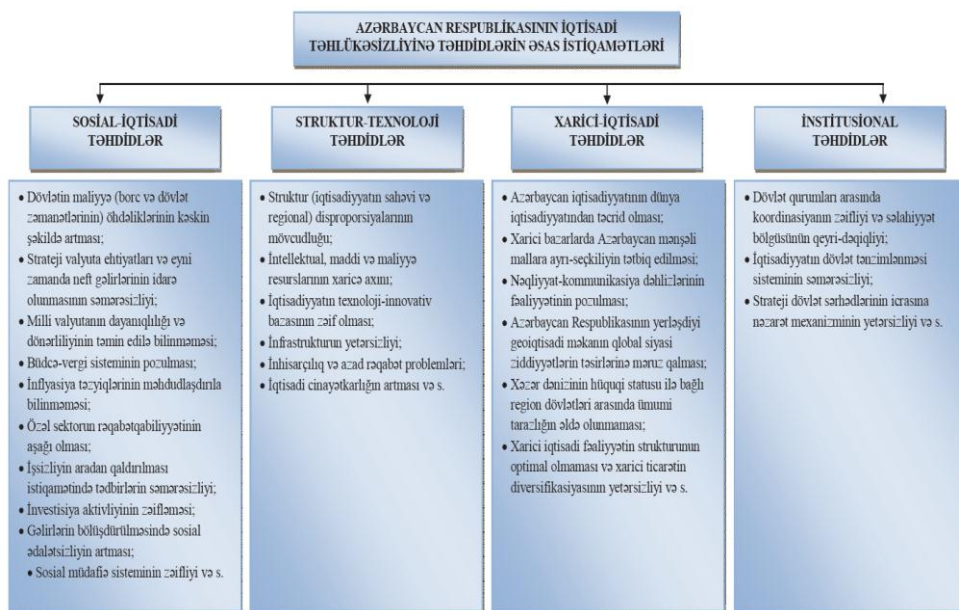 AZƏRBAYCAN RESPUBLİKASININ İQTİSADİ
TƏHLÜKƏSİZLİYİNƏ TƏHDİDLƏRİN ƏSAS İSTİQAMƏTLƏRİ
SOSİAL-İQTİSADİ
TƏHDİDLƏR
• Dövlətin maliyyə (borc və dövlət
zəmanətlərinin) öhdəliklərinin kəskin
şəkildə artması;
• Strateji valyuta ehtiyatları və eyni
zamanda neft gəlirlərinin idarə
olunmasının səmərəsizliyi;
• Milli valyutanın dayanıqlılığı və
dönərliliyinin təmin edilə bilinməməsi;
• Büdcə-vergi sisteminin pozulması;
• İnflyasiya təzyiqlərinin məhdudlaşdırıla
bilinməməsi;
• Özəl sektorun rəqabətqabiliyyətinin
aşağı olması;
• İşsizliyin aradan qaldırılması
istiqamətində tədbirlərin səmərəsizliyi;
• İnvestisiya aktivliyinin zəifləməsi;
• Gəlirlərin bölüşdürülməsində sosial
ədalətsizliyin artması;
• Sosial müdafiə sisteminin zəifliyi və s.
STRUKTUR-TEXNOLOJİ
TƏHDİDLƏR
• Struktur (iqtisadiyyatın sahəvi və
regional) disproporsiyalarının
mövcudluğu;
• İntellektual, maddi və maliyyə
resurslarının xaricə axını;
• İqtisadiyyatın texnoloji-innovativ
bazasının zəif olması;
• İnfrastrukturun yetərsizliyi;
• İnhisarçılıq və azad rəqabət problemləri;
• İqtisadi cinayətkarlığın artması və s.
XARİCİ-İQTİSADİ
TƏHDİDLƏR
• Azərbaycan iqtisadiyyatının dünya
iqtisadiyyatından təcrid olması;
• Xarici bazarlarda Azərbaycan mənşəli
mallara ayrı-seçkiliyin tətbiq edilməsi;
• Nəqliyyat-kommunikasiya dəhlizlərinin
fəaliyyətinin pozulması;
• Azərbaycan Respublikasının yerləşdiyi
geoiqtisadi məkanın qlobal siyasi
ziddiyyətlərin təsirlərinə məruz qalması;
• Xəzər dənizinin hüquqi statusu ilə bağlı
region dövlətləri arasında ümumi
tarazlığın əldə olunmaması;
• Xarici iqtisadi fəaliyyətin strukturunun
optimal olmaması və xarici ticarətin
diversifikasiyasının yetərsizliyi və s.
İNSTİTUSİONAL
TƏHDİDLƏR
• Dövlət qurumları arasında
koordinasiyanın zəifliyi və səlahiyyət
bölgüsünün qeyri-dəqiqliyi;
• İqtisadiyyatın dövlət tənzimlənməsi
sisteminin səmərəsizliyi;
• Strateji dövlət sərhədlərinin icrasına
nəzarət mexanizminin yetərsizliyi və s.